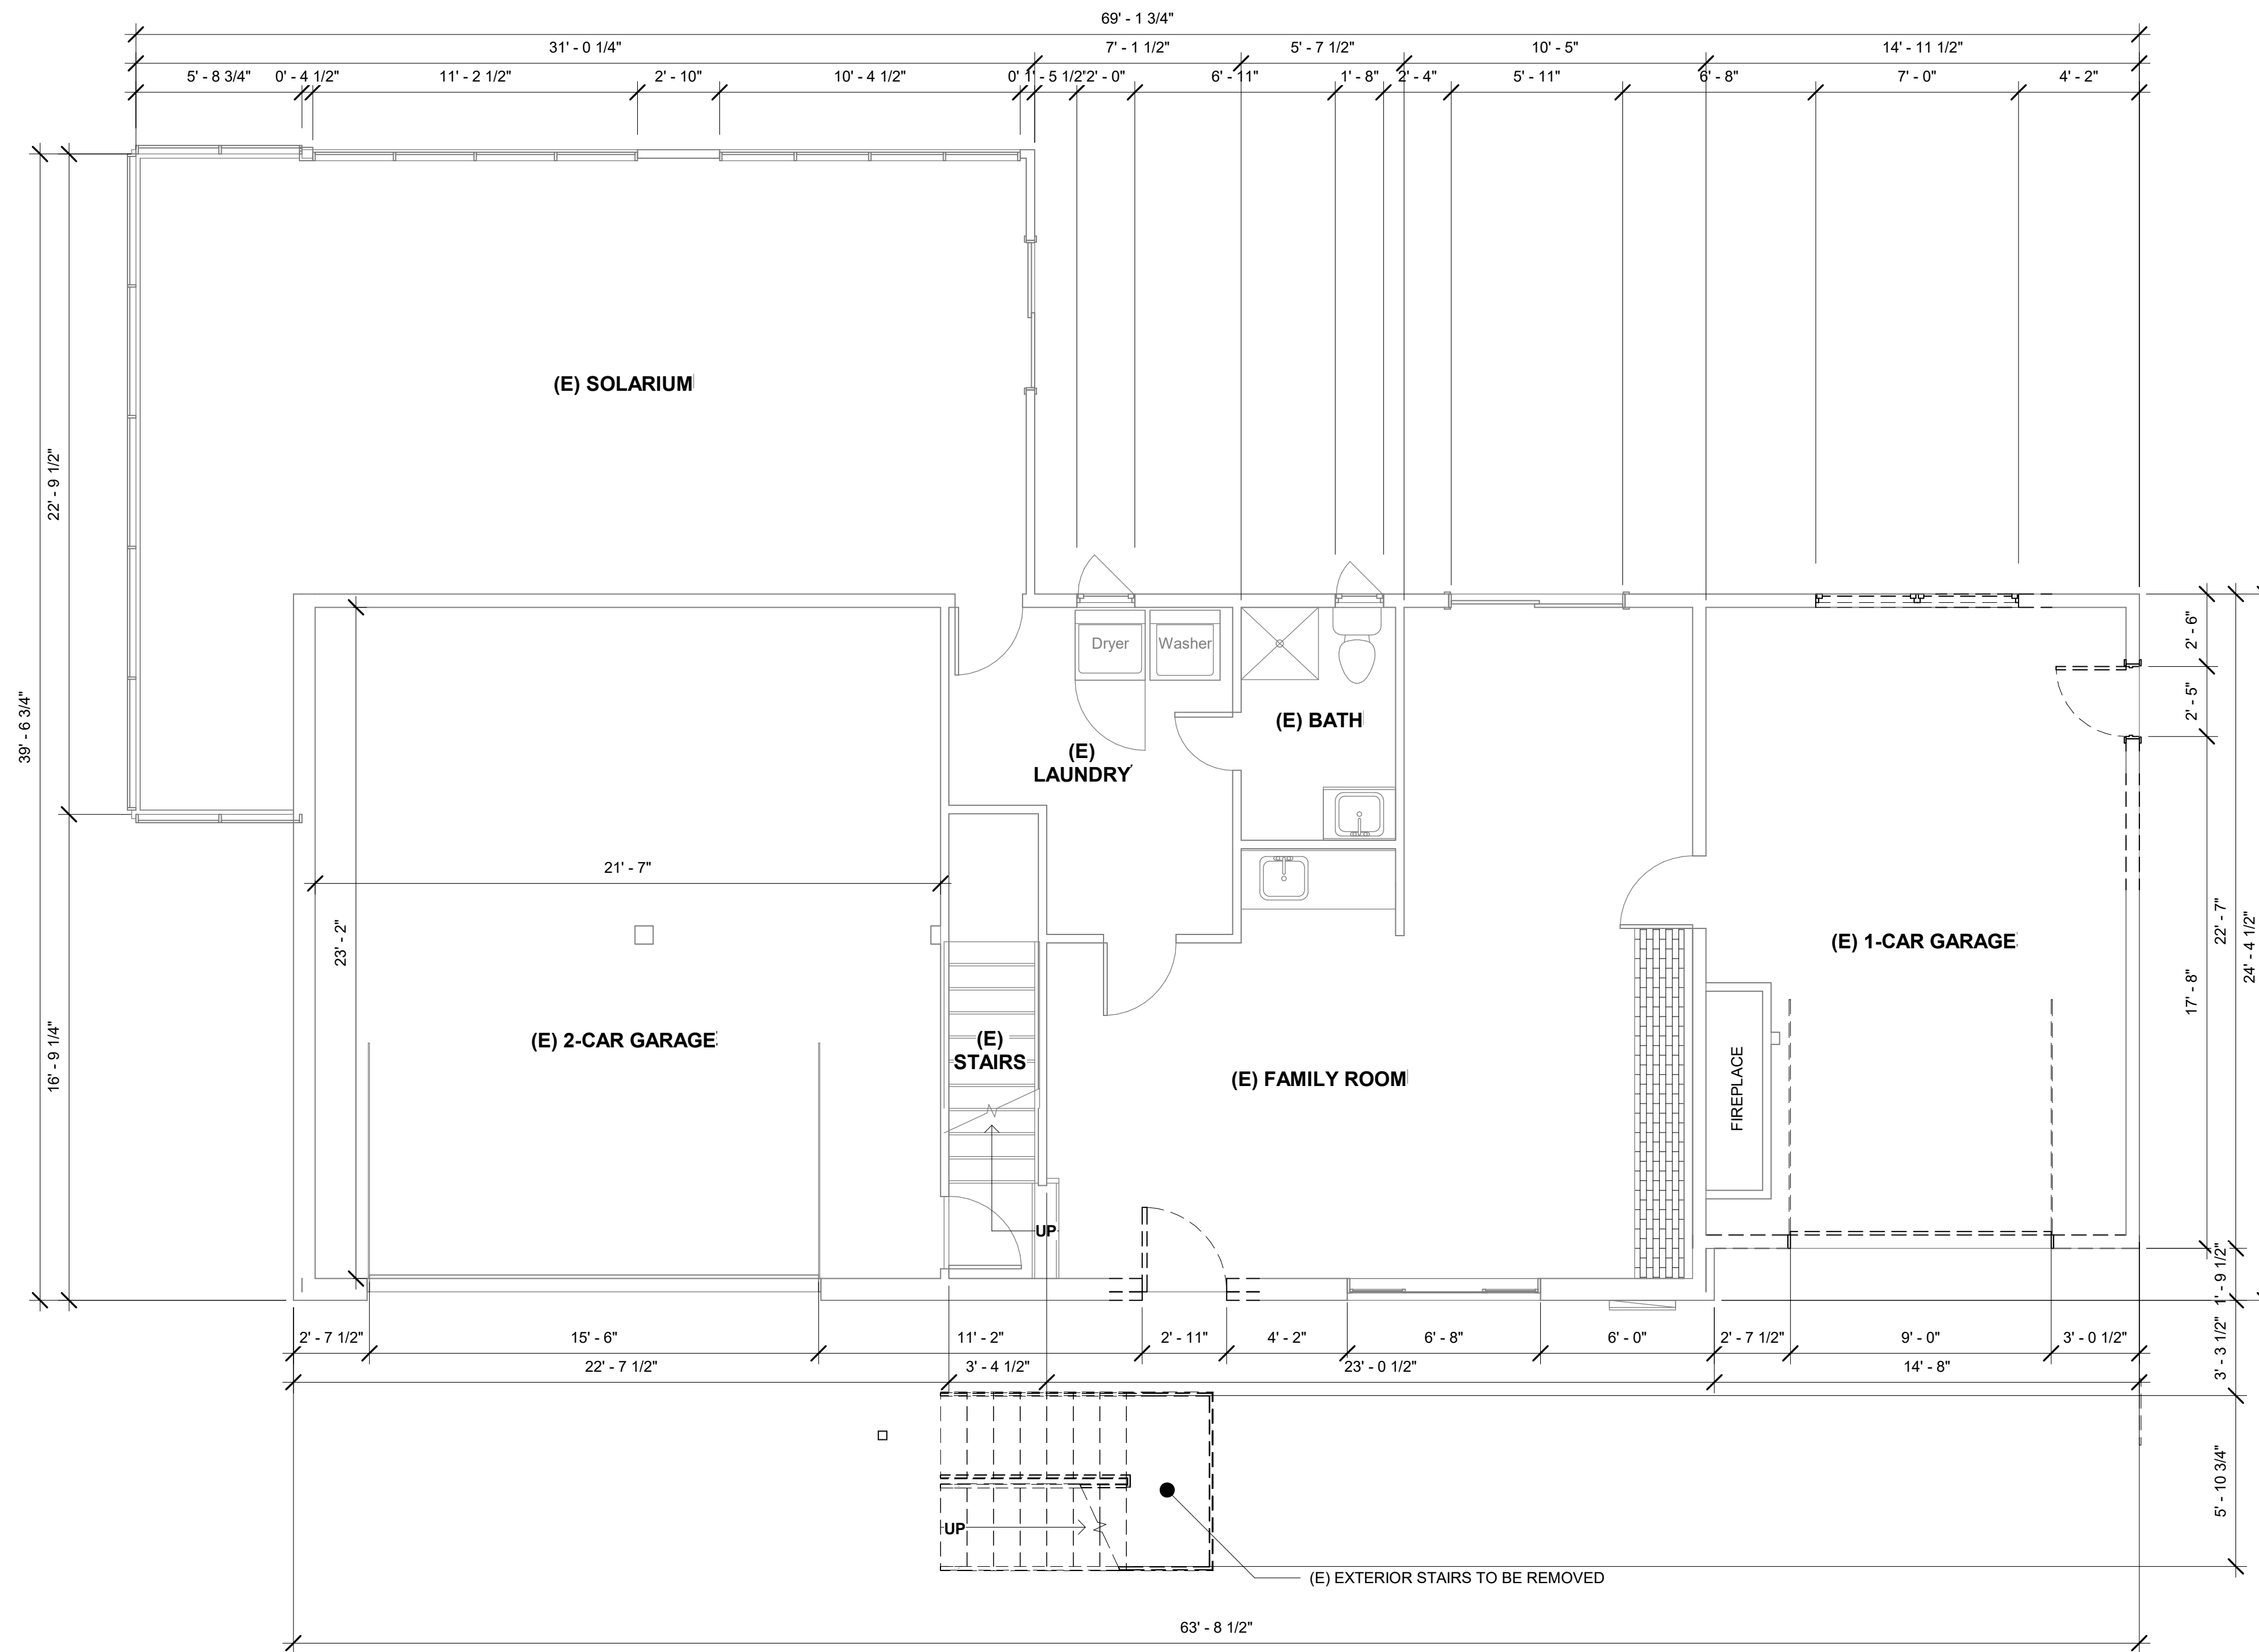 69' - 1 3/4"
31' - 0 1/4"
7' - 1 1/2"
5' - 7 1/2"
10' - 5"
14' - 11 1/2"
5' - 8 3/4"
0' - 4 1/2"
11' - 2 1/2"
2' - 10"
10' - 4 1/2"
1' - 5 1/2"
2' - 0"
6' - 11"
1' - 8"
2' - 4"
5' - 11"
6' - 8"
7' - 0"
4' - 2"
(E) SOLARIUM
22' - 9 1/2"
39' - 6 3/4"
16' - 9 1/4"
Dryer
Washer
(E) BATH
(E)
LAUNDRY
2' - 6"
2' - 5"
21' - 7"
23' - 2"
(E) 1-CAR GARAGE
22' - 7"
24' - 4 1/2"
17' - 8"
(E) 2-CAR GARAGE
(E)
STAIRS
(E) FAMILY ROOM
FIREPLACE
UP
1' - 9 1/2"
2' - 7 1/2"
15' - 6"
11' - 2"
2' - 11"
4' - 2"
6' - 8"
6' - 0"
2' - 7 1/2"
9' - 0"
3' - 0 1/2"
3' - 3 1/2"
22' - 7 1/2"
3' - 4 1/2"
23' - 0 1/2"
14' - 8"
5' - 10 3/4"
UP
(E) EXTERIOR STAIRS TO BE REMOVED
63' - 8 1/2"